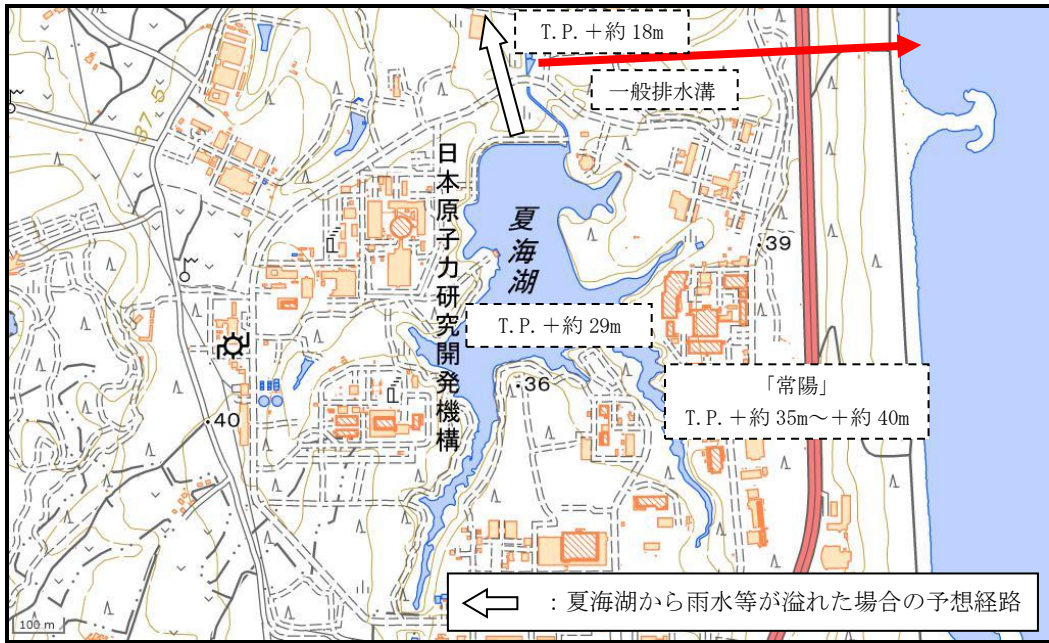 T.P.＋約 18m
一般排水溝
375
日本原子力研究開発機構
夏海湖
39
T.P.＋約 29m
「常陽」
T.P.＋約 35m～＋約 40m
36
40
：夏海湖から雨水等が溢れた場合の予想経路
100 m